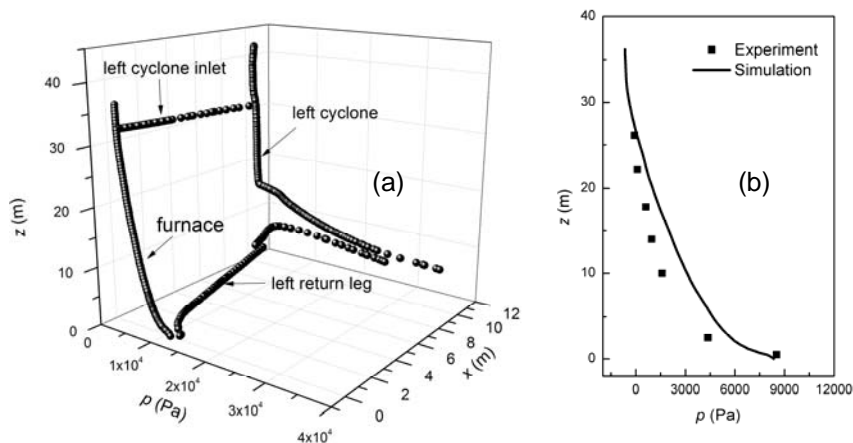 40
30
20
10
0
z (m)
left cyclone inlet
left cyclone
furnace
left return leg
(a)
0
1x10⁴
2x10⁴
3x10⁴
4x10⁴
p (Pa)
0
2
4
6
8
10
12
x (m)
40
30
20
10
0
z (m)
Experiment
Simulation
(b)
0
3000
6000
9000
12000
p (Pa)